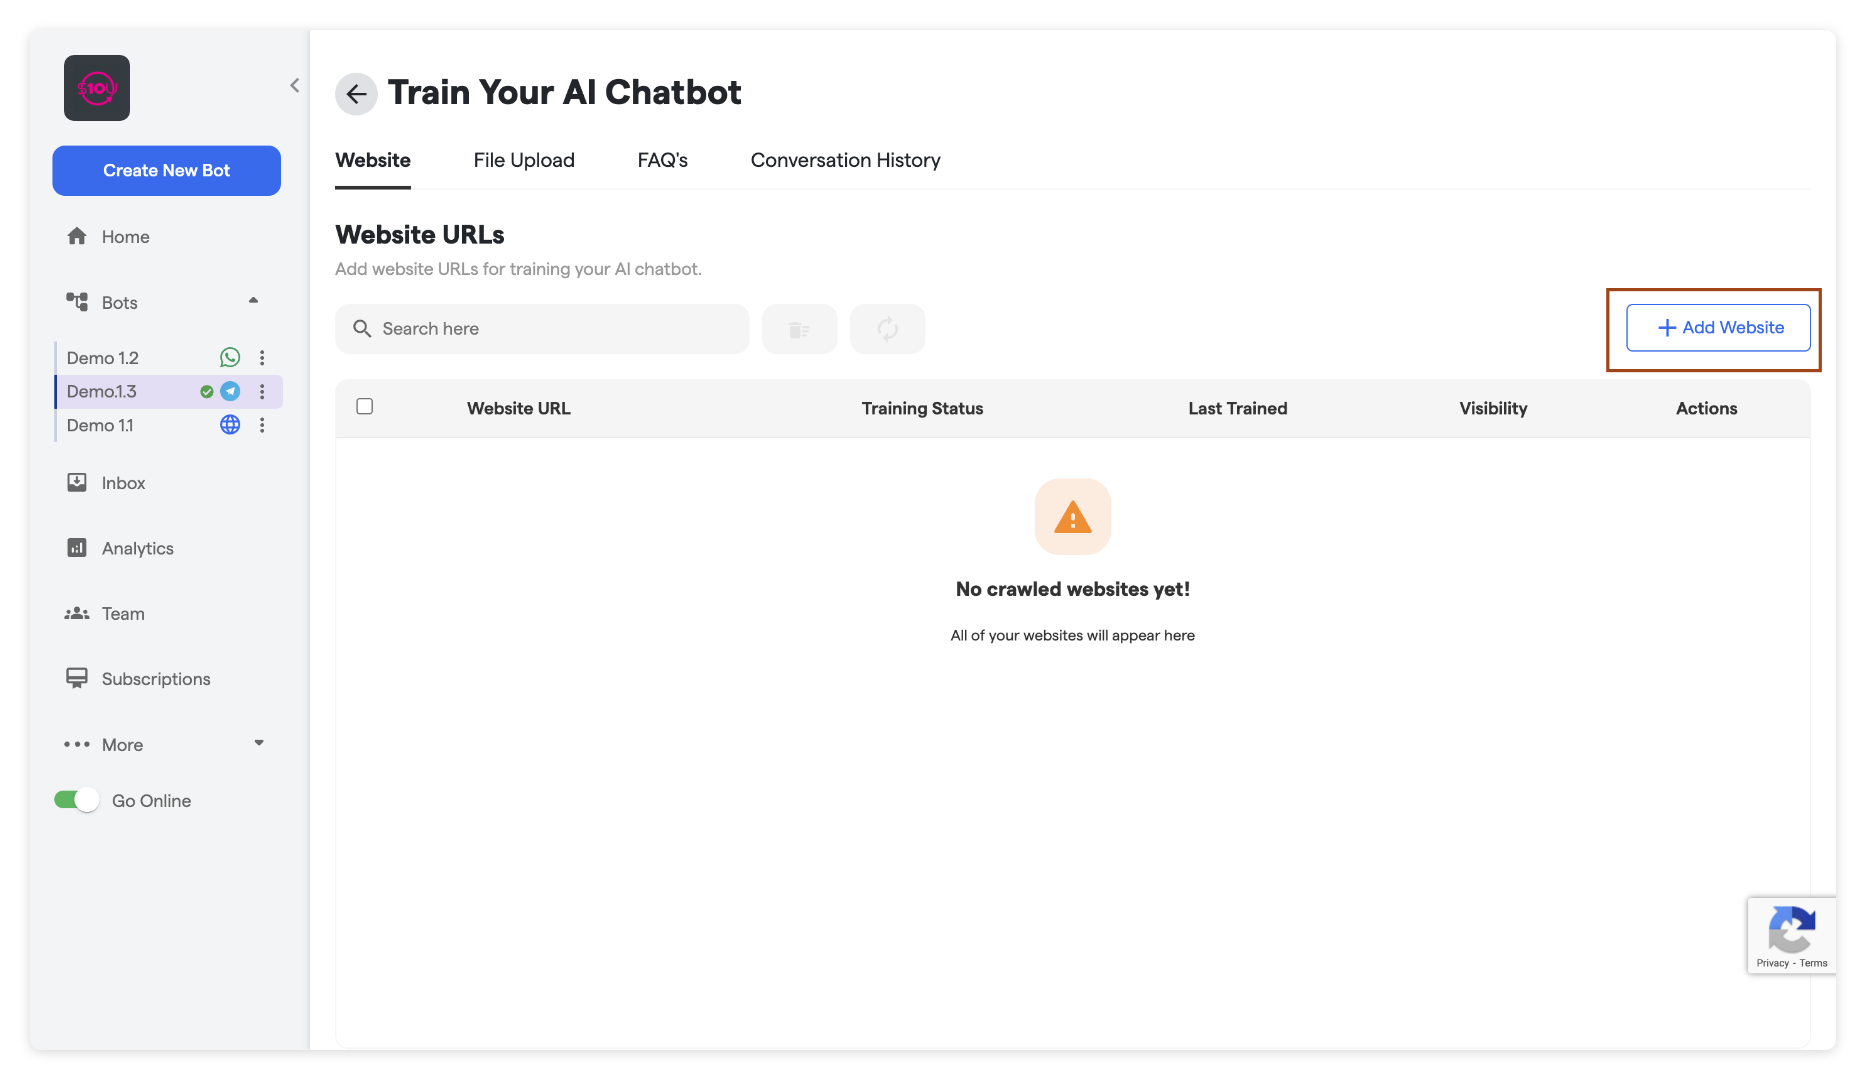 $10U
Create New Bot
Home
Bots
Demo 1.2
Demo.1.3
Demo 1.1
Inbox
Analytics
Team
Subscriptions
More
Go Online
Train Your AI Chatbot
Website File Upload FAQ's Conversation History
Website URLs
Add website URLs for training your AI chatbot.
Search here
+ Add Website
Website URL Training Status Last Trained Visibility Actions
No crawled websites yet!
All of your websites will appear here
Privacy - Terms